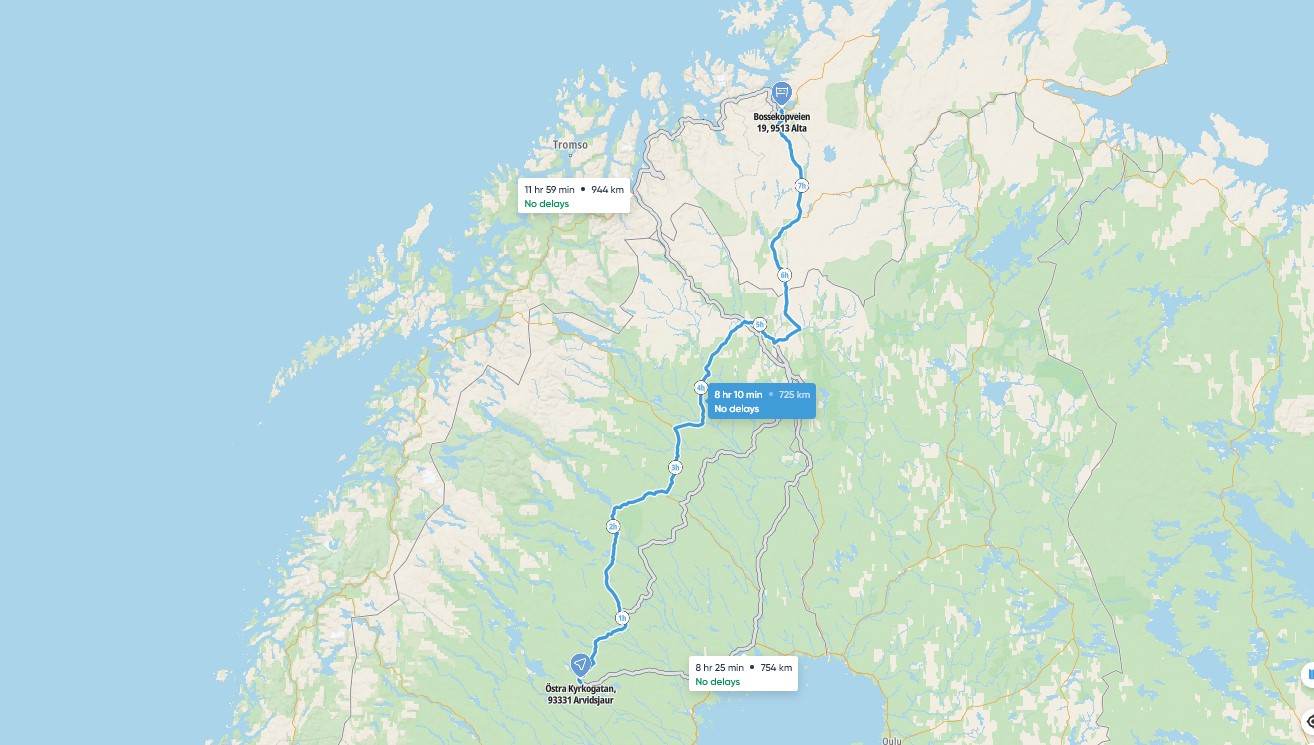 Bossekopveien
19, 9513 Alta
Tromso
11 hr 59 min • 944 km
No delays
7h
6h
5h
4h
8 hr 10 min • 725 km
No delays
3h
2h
1h
8 hr 25 min • 754 km
No delays
Östra Kyrkogatan,
93331 Arvidsjaur
Oulu